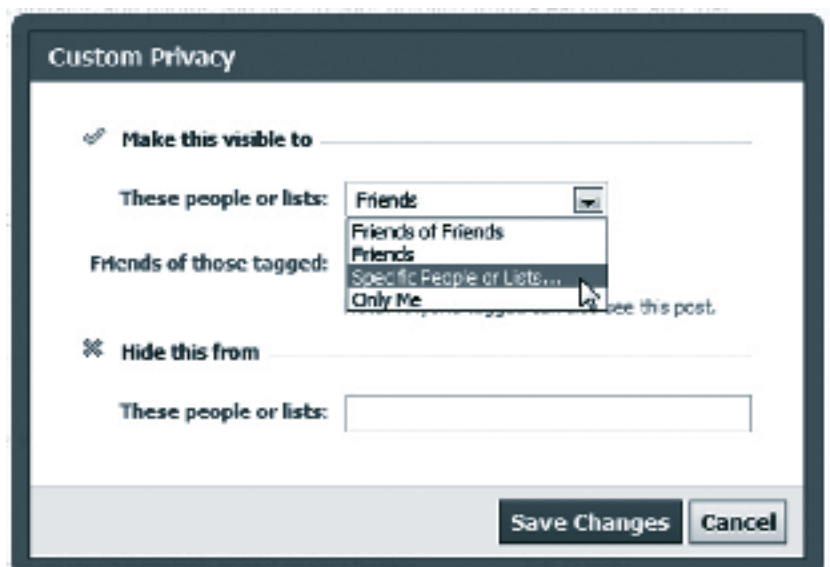 Custom Privacy
Make this visible to
These people or lists: Friends
Friends of Friends
Friends
Friends of those tagged:
Specific People or Lists...
Only Me
see this post.
Hide this from
These people or lists:
Save Changes Cancel